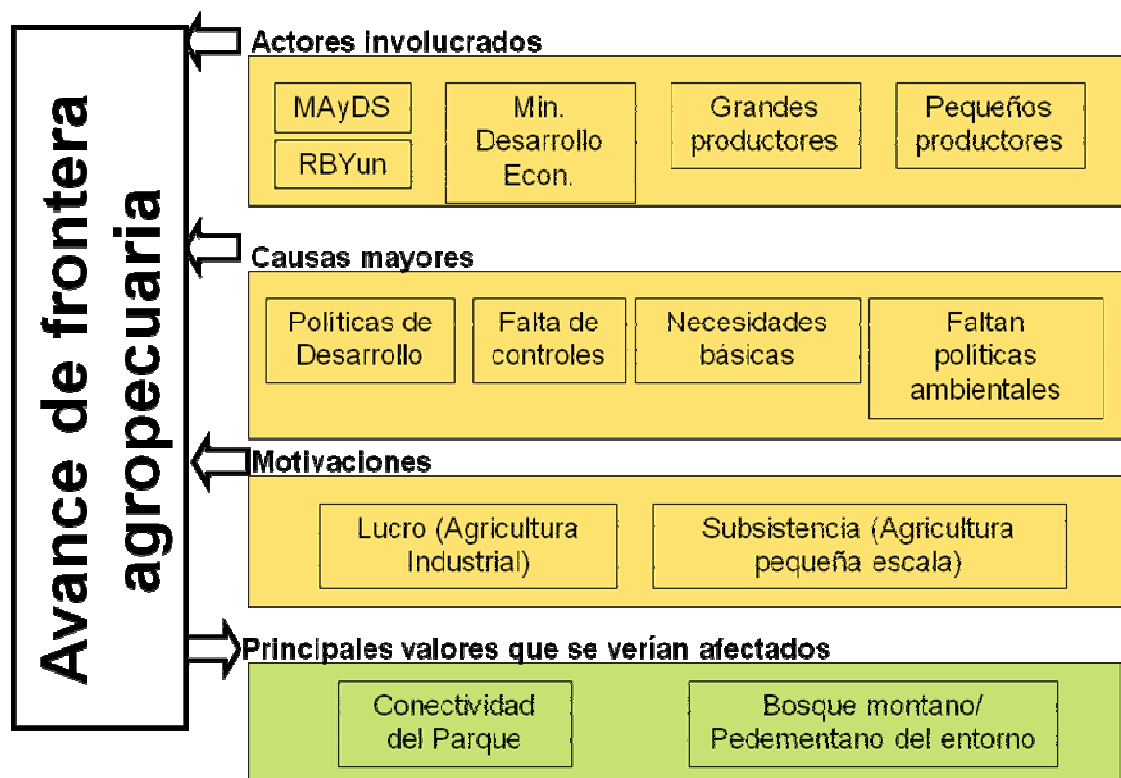 Avance de frontera
agropecuaria
Actores involucrados
MAyDS
RBYun
Min.
Desarrollo
Econ.
Grandes
productores
Pequeños
productores
Causas mayores
Políticas de
Desarrollo
Falta de
controles
Necesidades
básicas
Faltan
políticas
ambientales
Motivaciones
Lucro (Agricultura
Industrial)
Subsistencia (Agricultura
pequeña escala)
Principales valores que se verían afectados
Conectividad
del Parque
Bosque montano/
Pedementano del entorno